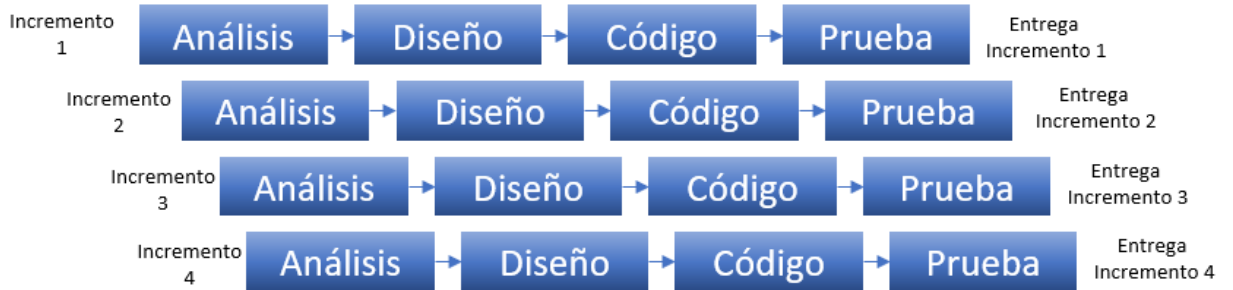 Incremento
1
Análisis
Diseño
Código
Prueba
Entrega
Incremento 1
Incremento
2
Análisis
Diseño
Código
Prueba
Entrega
Incremento 2
Incremento
3
Análisis
Diseño
Código
Prueba
Entrega
Incremento 3
Incremento
4
Análisis
Diseño
Código
Prueba
Entrega
Incremento 4